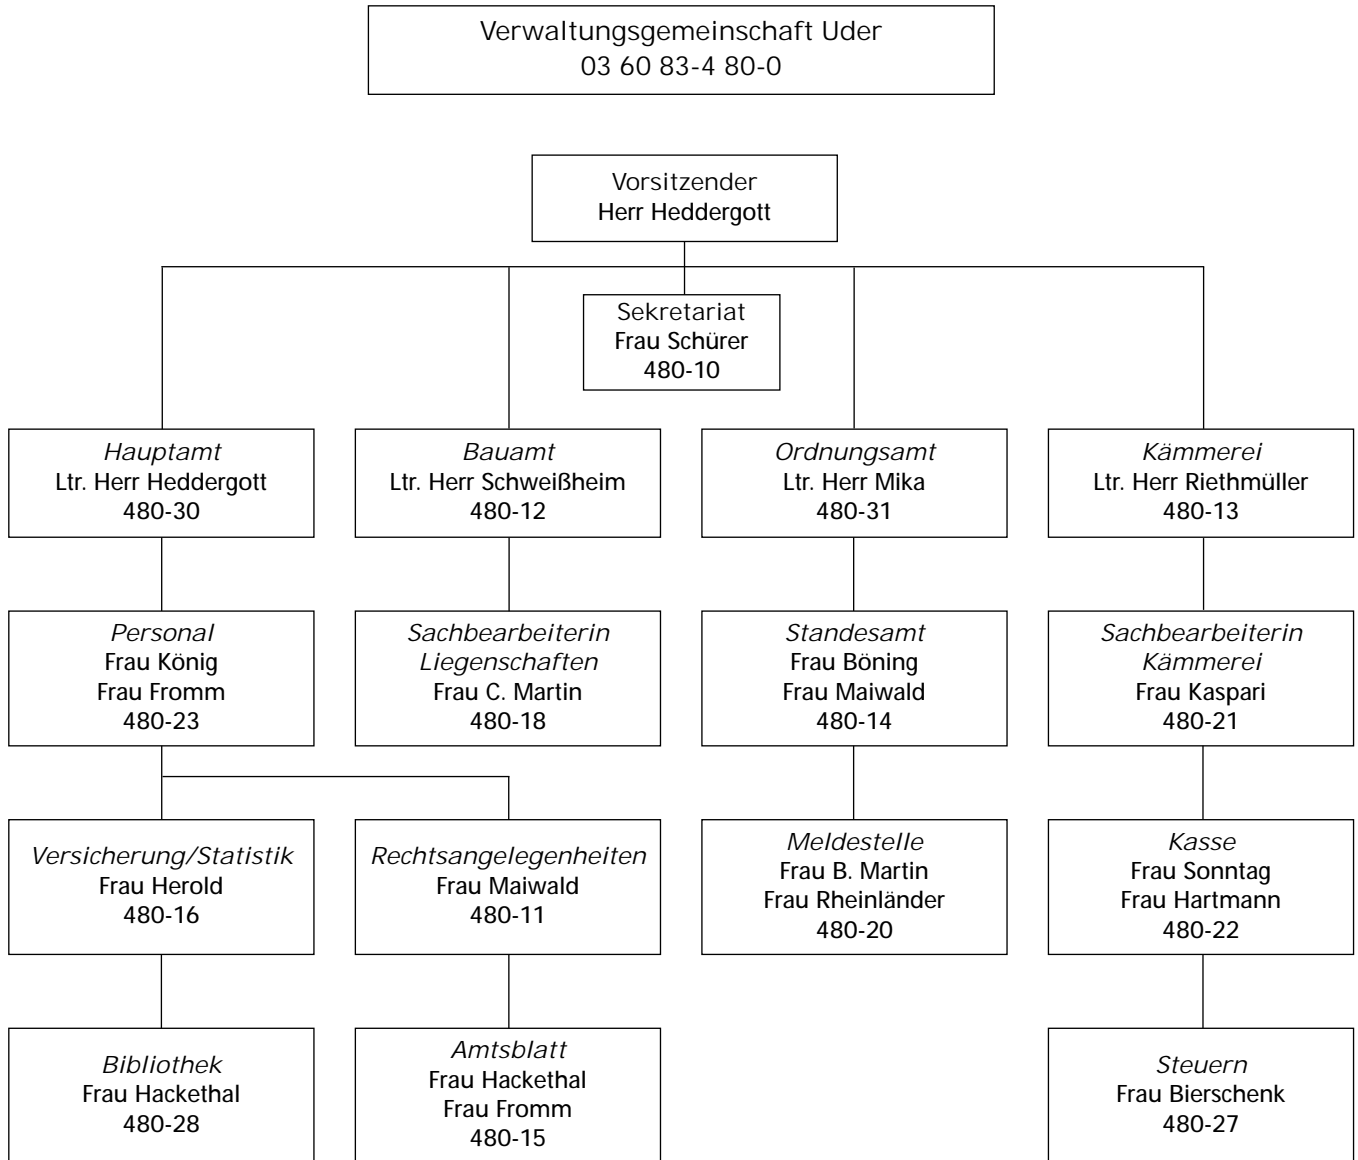 Verwaltungsgemeinschaft Uder
03 60 83-4 80-0
Vorsitzender
Herr Heddergott
Sekretariat
Frau Schürer
480-10
Hauptamt
Ltr. Herr Heddergott
480-30
Bauamt
Ltr. Herr Schweißheim
480-12
Ordnungsamt
Ltr. Herr Mika
480-31
Kämmerei
Ltr. Herr Riethmüller
480-13
Personal
Frau König
Frau Fromm
480-23
Sachbearbeiterin
Liegenschaften
Frau C. Martin
480-18
Standesamt
Frau Böning
Frau Maiwald
480-14
Sachbearbeiterin
Kämmerei
Frau Kaspari
480-21
Versicherung/Statistik
Frau Herold
480-16
Rechtsangelegenheiten
Frau Maiwald
480-11
Meldestelle
Frau B. Martin
Frau Rheinländer
480-20
Kasse
Frau Sonntag
Frau Hartmann
480-22
Bibliothek
Frau Hackethal
480-28
Amtsblatt
Frau Hackethal
Frau Fromm
480-15
Steuern
Frau Bierschenk
480-27